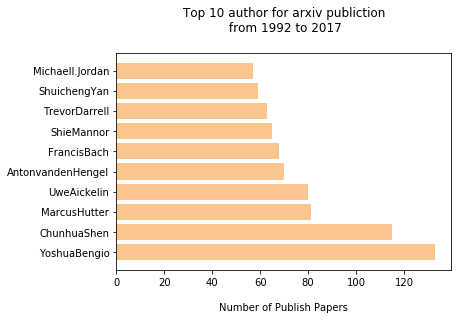 Top 10 author for arxiv publiction
from 1992 to 2017
MichaelI.Jordan
ShuichengYan
TrevorDarrell
ShieMannor
FrancisBach
AntonvandenHengel
UweAickelin
MarcusHutter
ChunhuaShen
YoshuaBengio
0 20 40 60 80 100 120
Number of Publish Papers